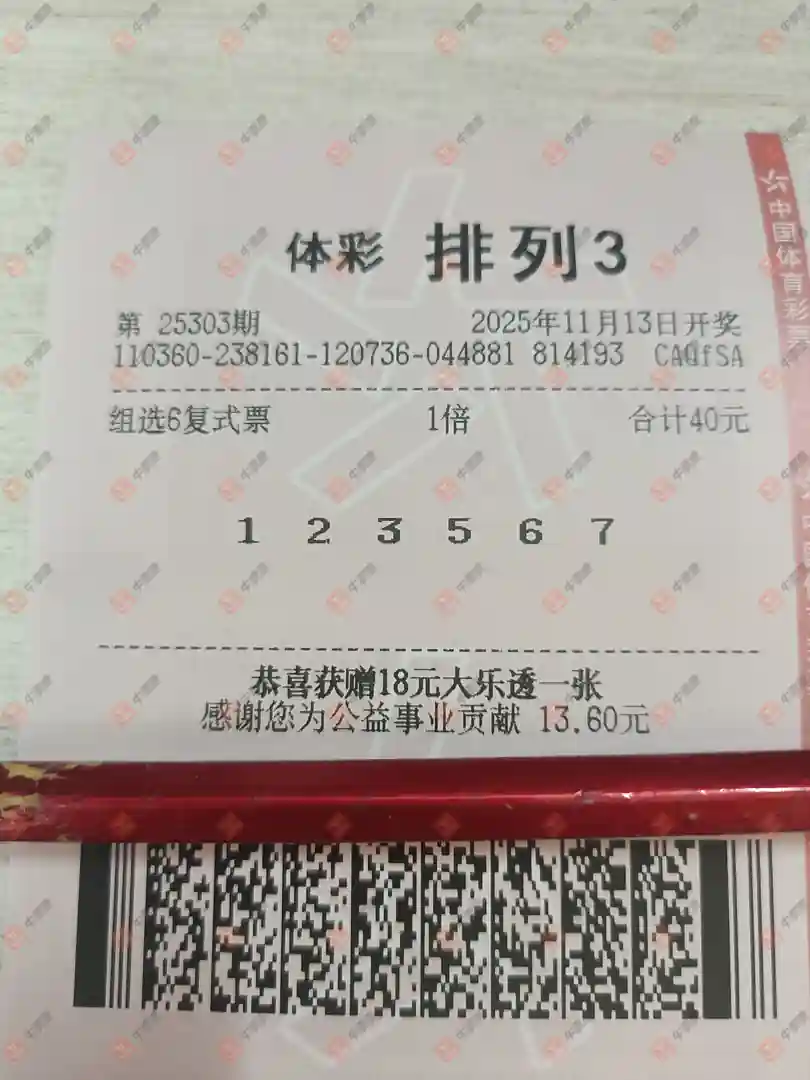 体彩 排列3
第 25303期 2025年11月13日开奖
110360-238161-120736-044881 814193 CAQfSA
组选6复式票 1倍 合计40元
1 2 3 5 6 7
恭喜获赠18元大乐透一张
感谢您为公益事业贡献 13.60元
中国体育彩票